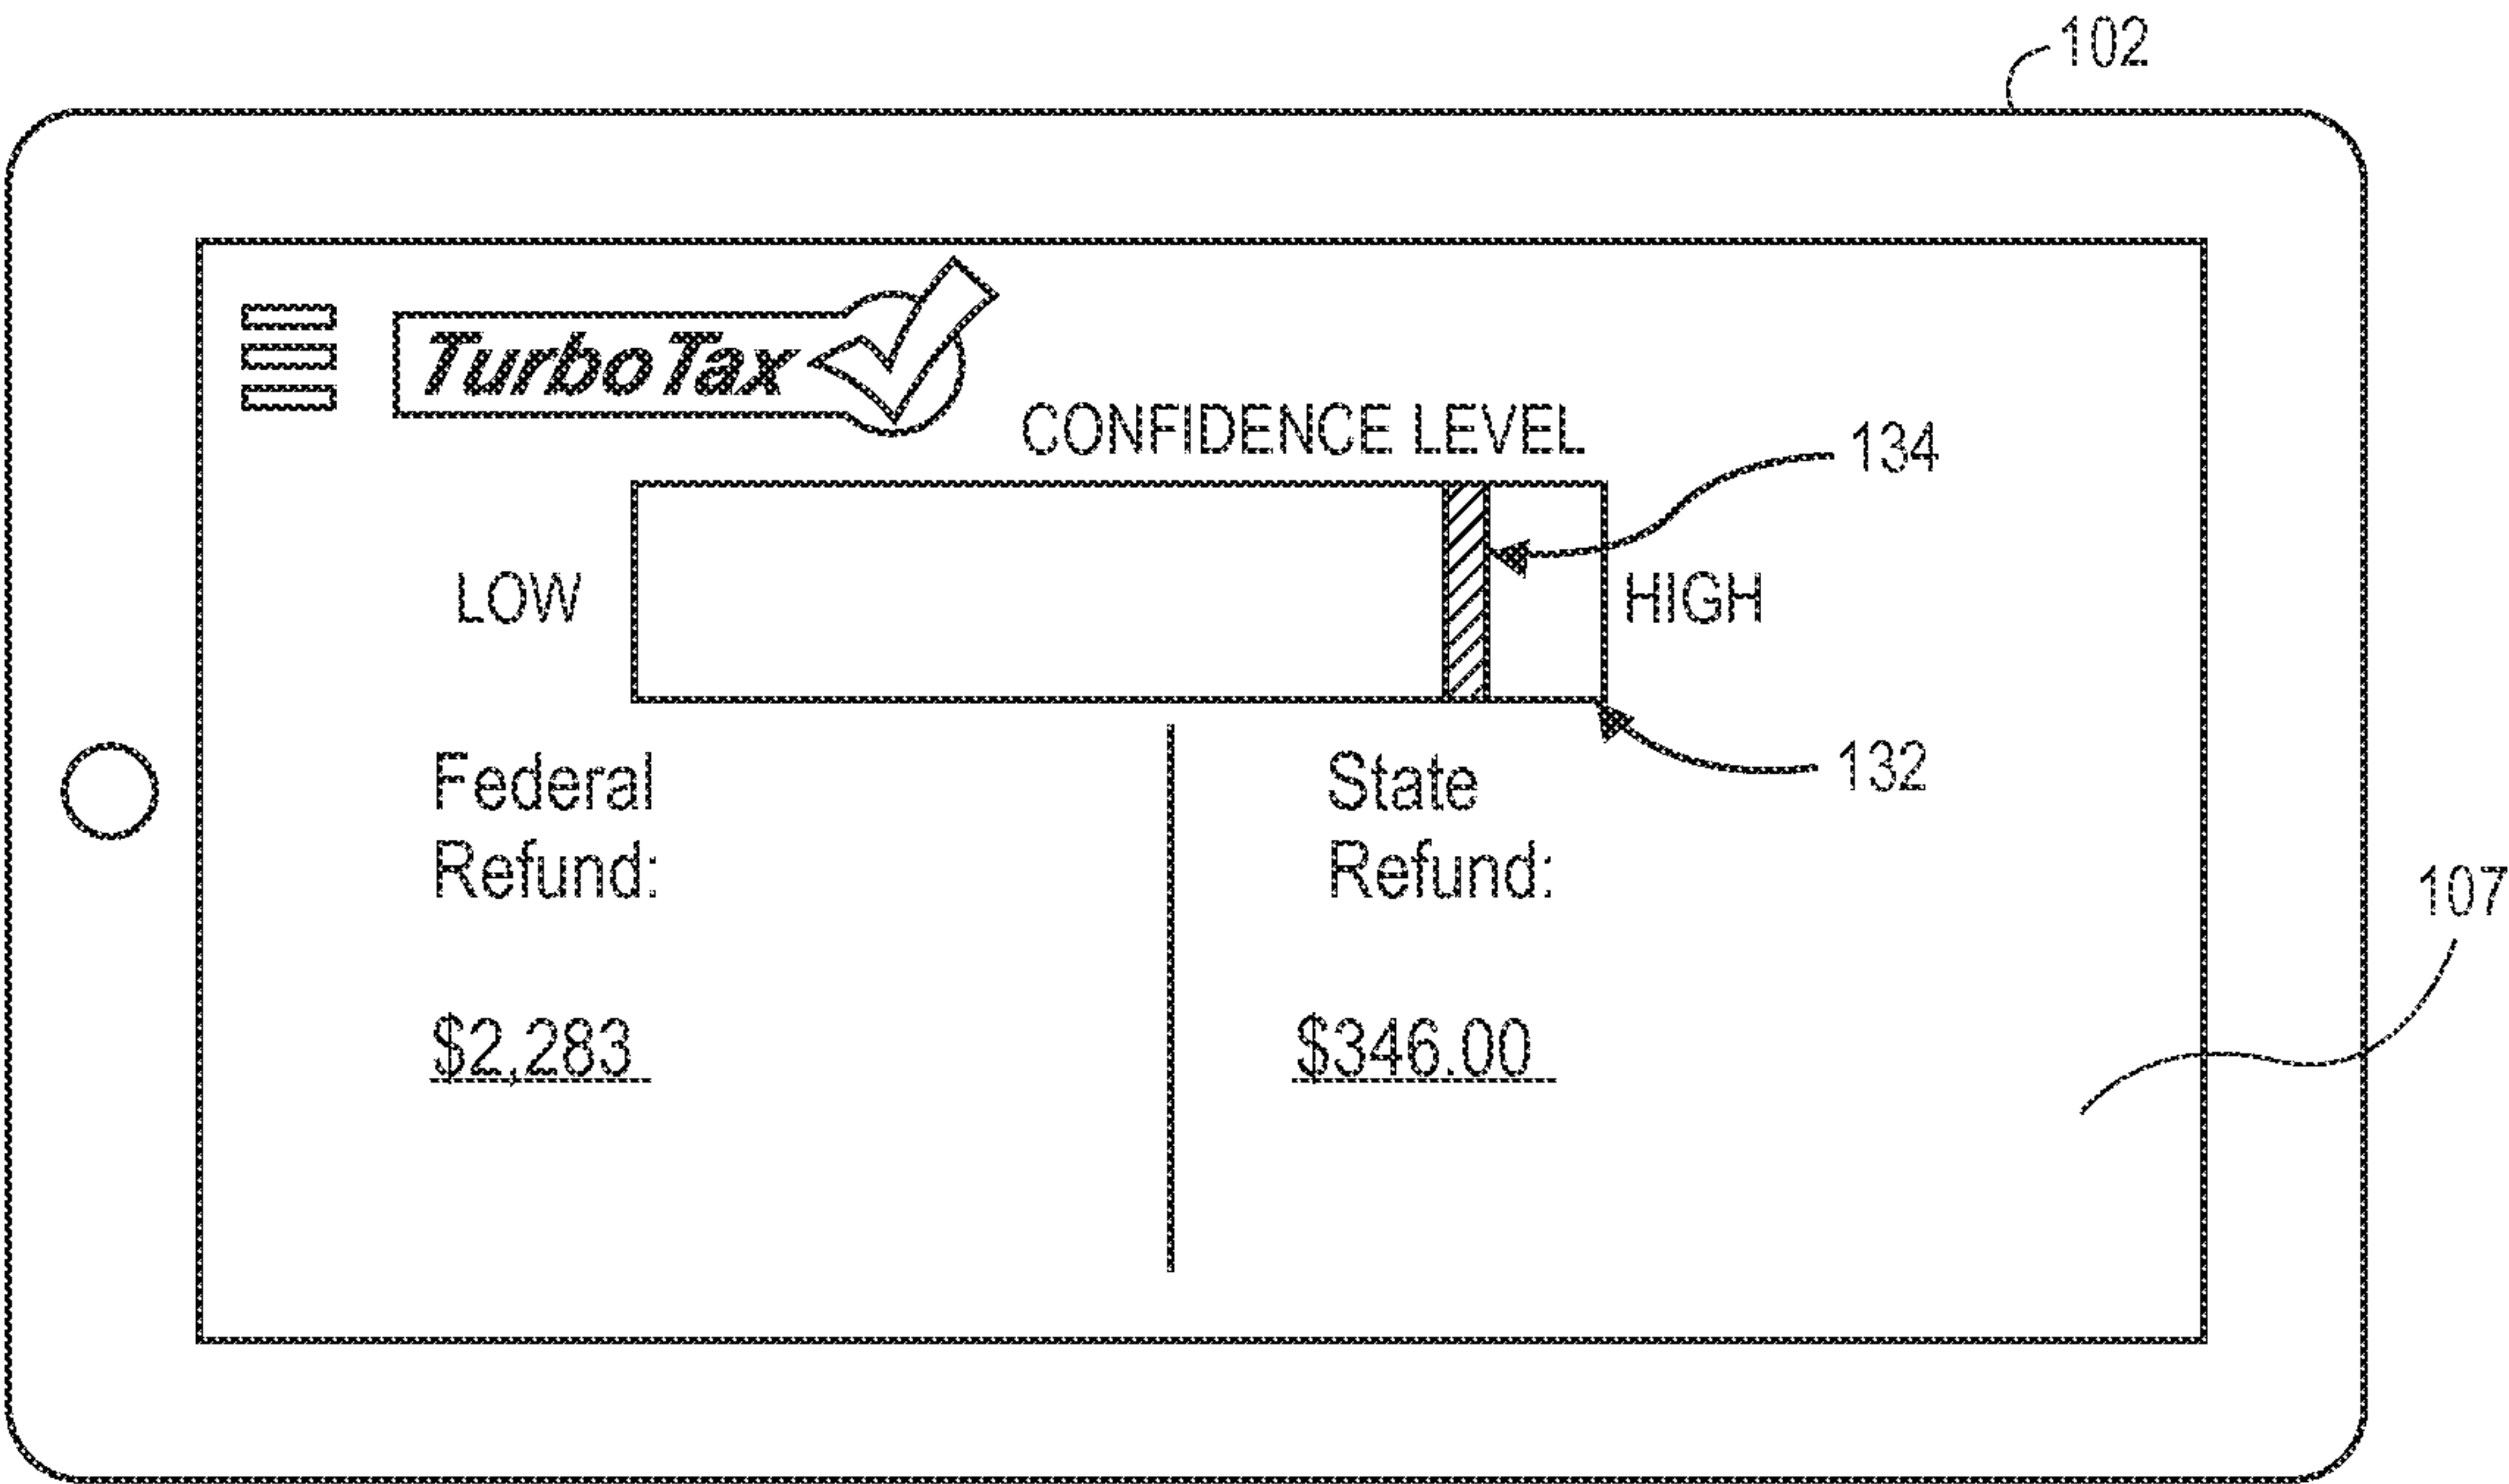 102
TurboTax
CONFIDENCE LEVEL
134
LOW
HIGH
132
Federal
Refund:
State
Refund:
107
$2,283
$346.00